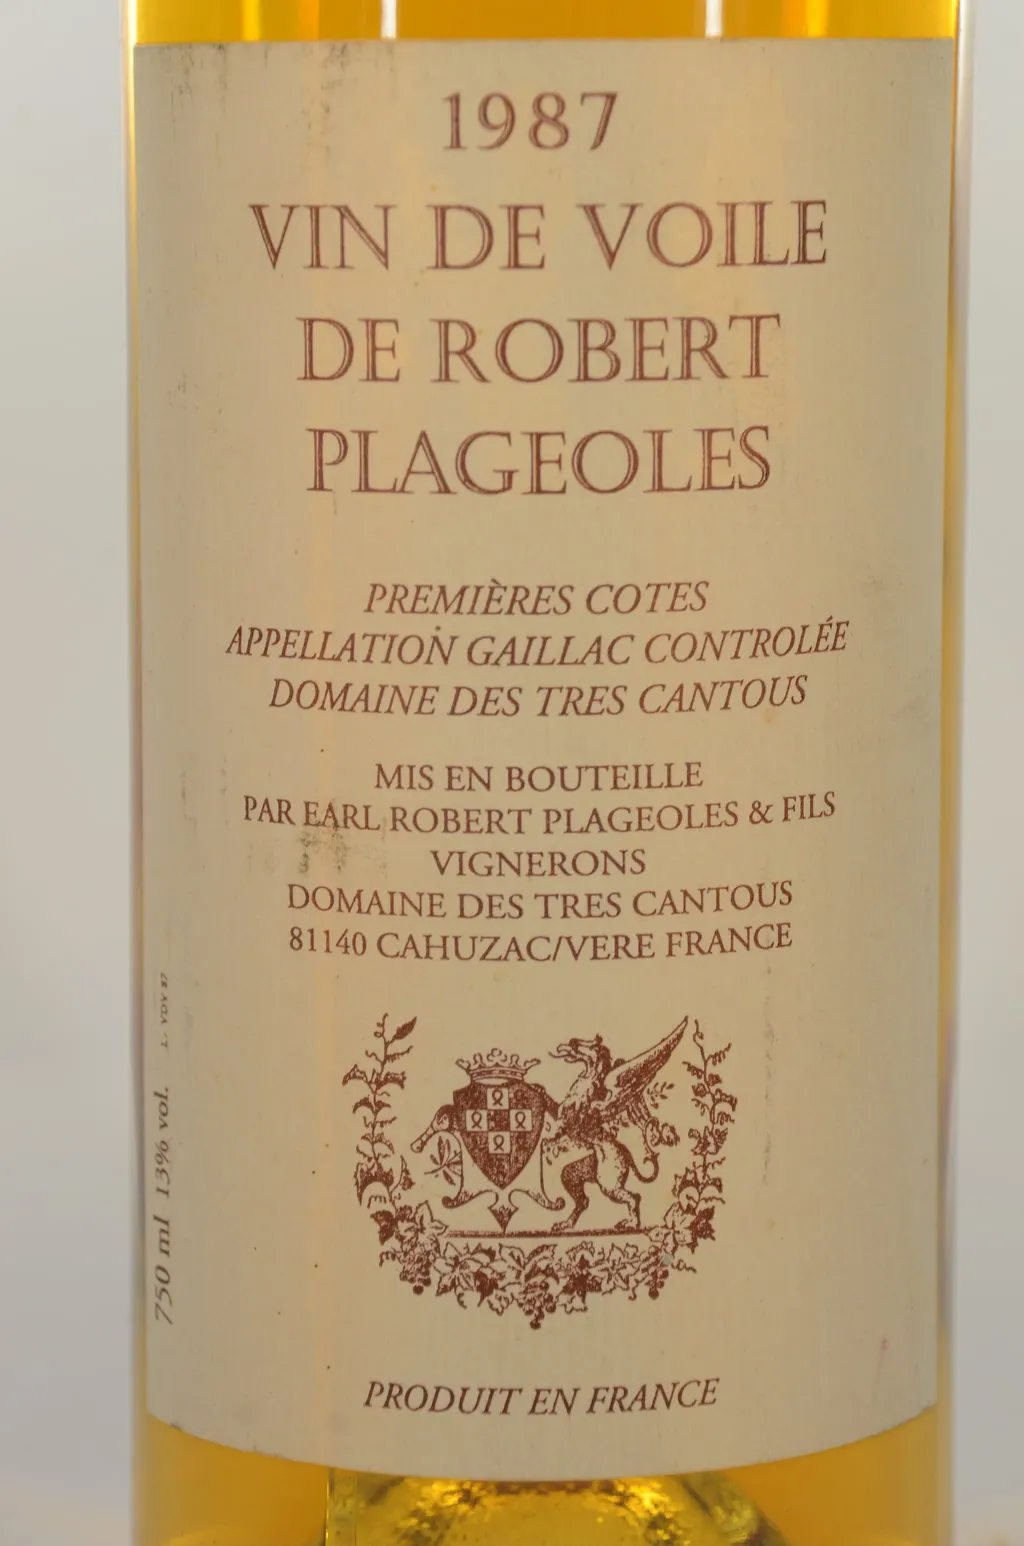 1987
VIN DE VOILE
DE ROBERT
PLAGEOLES
PREMIÈRES COTES
APPELLATION GAILLAC CONTROLÉE
DOMAINE DES TRES CANTOUS
MIS EN BOUTEILLE
PAR EARL ROBERT PLAGEOLES & FILS
VIGNERONS
DOMAINE DES TRES CANTOUS
81140 CAHUZAC/VERE FRANCE
750 ml 13% vol. L. VDV 87
PRODUIT EN FRANCE